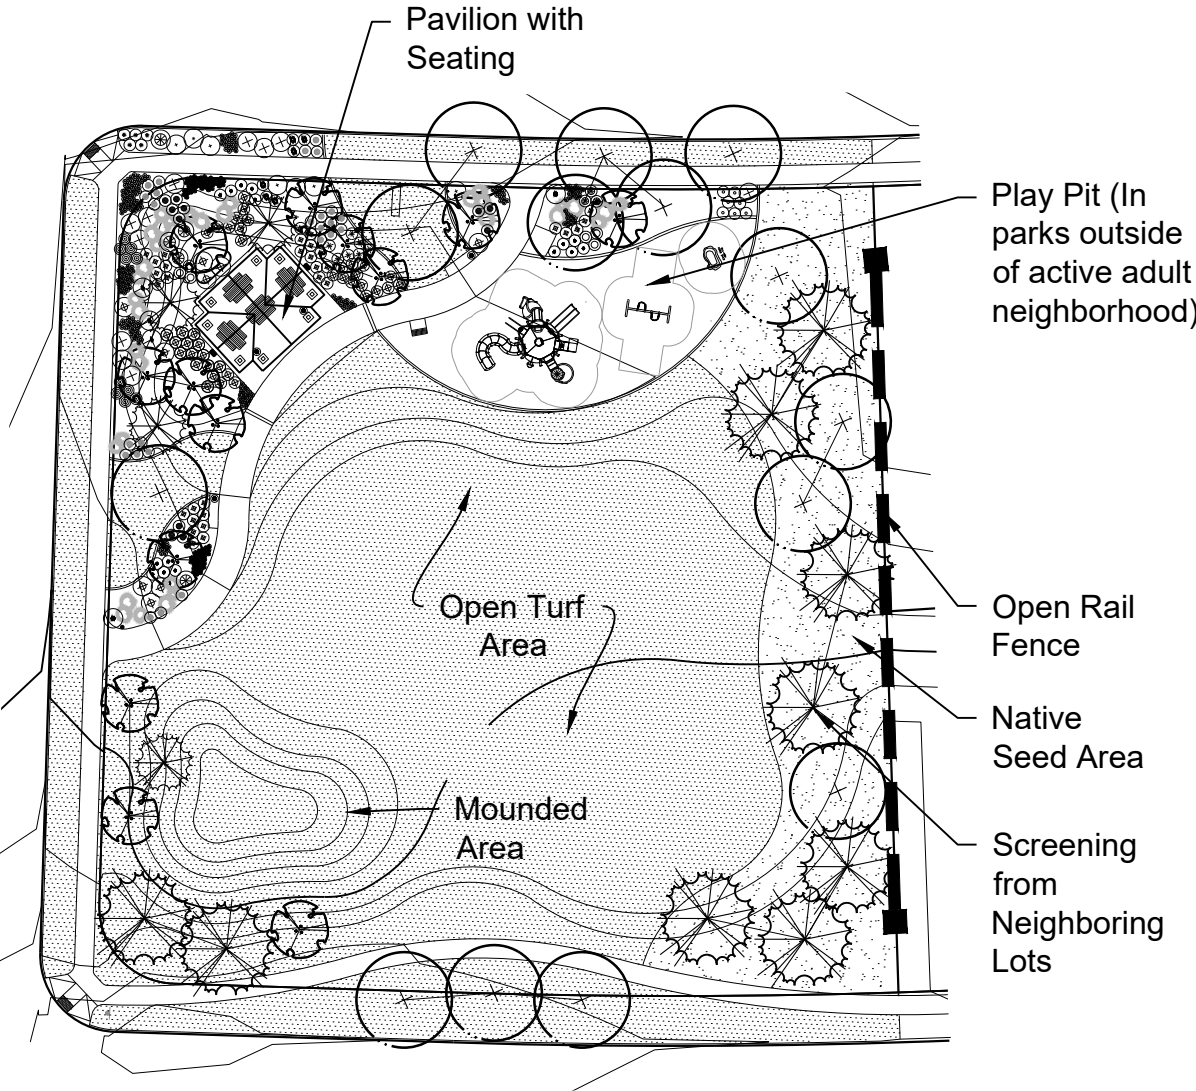 Pavilion with
Seating
Play Pit (In
parks outside
of active adult
neighborhood)
Open Turf
Area
Open Rail
Fence
Native
Seed Area
Mounded
Area
Screening
from
Neighboring
Lots